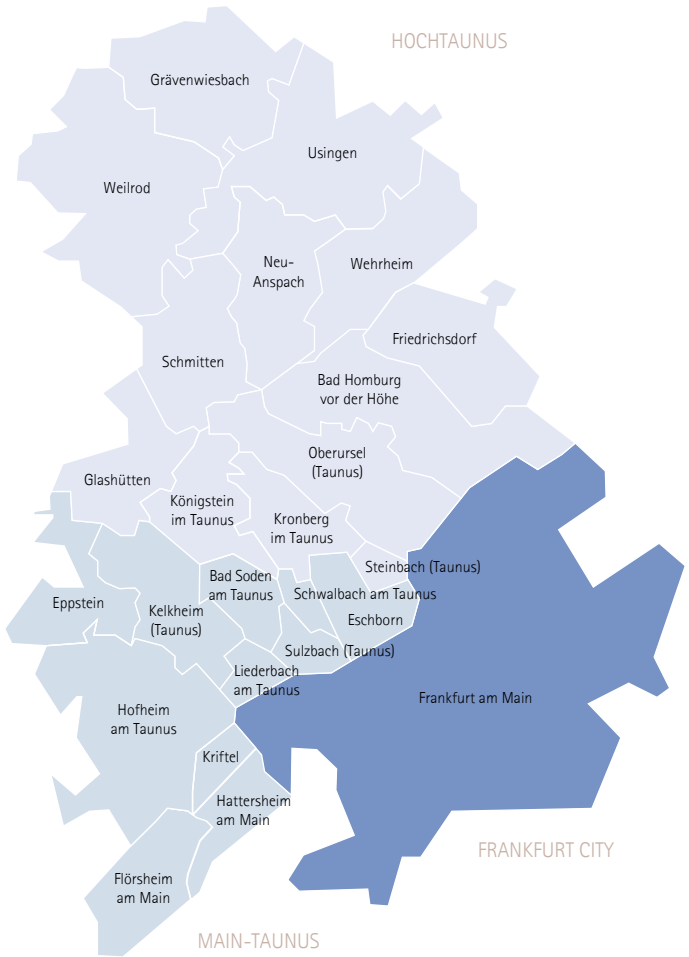 HOCHTAUNUS
Grävenwiesbach
Usingen
Weilrod
Neu-
Anspach
Wehrheim
Friedrichsdorf
Schmitten
Bad Homburg
vor der Höhe
Oberursel
(Taunus)
Glashütten
Königstein
im Taunus
Kronberg
im Taunus
Steinbach (Taunus)
Bad Soden
am Taunus
Schwalbach am Taunus
Eppstein
Kelkheim
(Taunus)
Eschborn
Sulzbach (Taunus)
Liederbach
am Taunus
Frankfurt am Main
Hofheim
am Taunus
Kriftel
Hattersheim
am Main
FRANKFURT CITY
Flörsheim
am Main
MAIN-TAUNUS